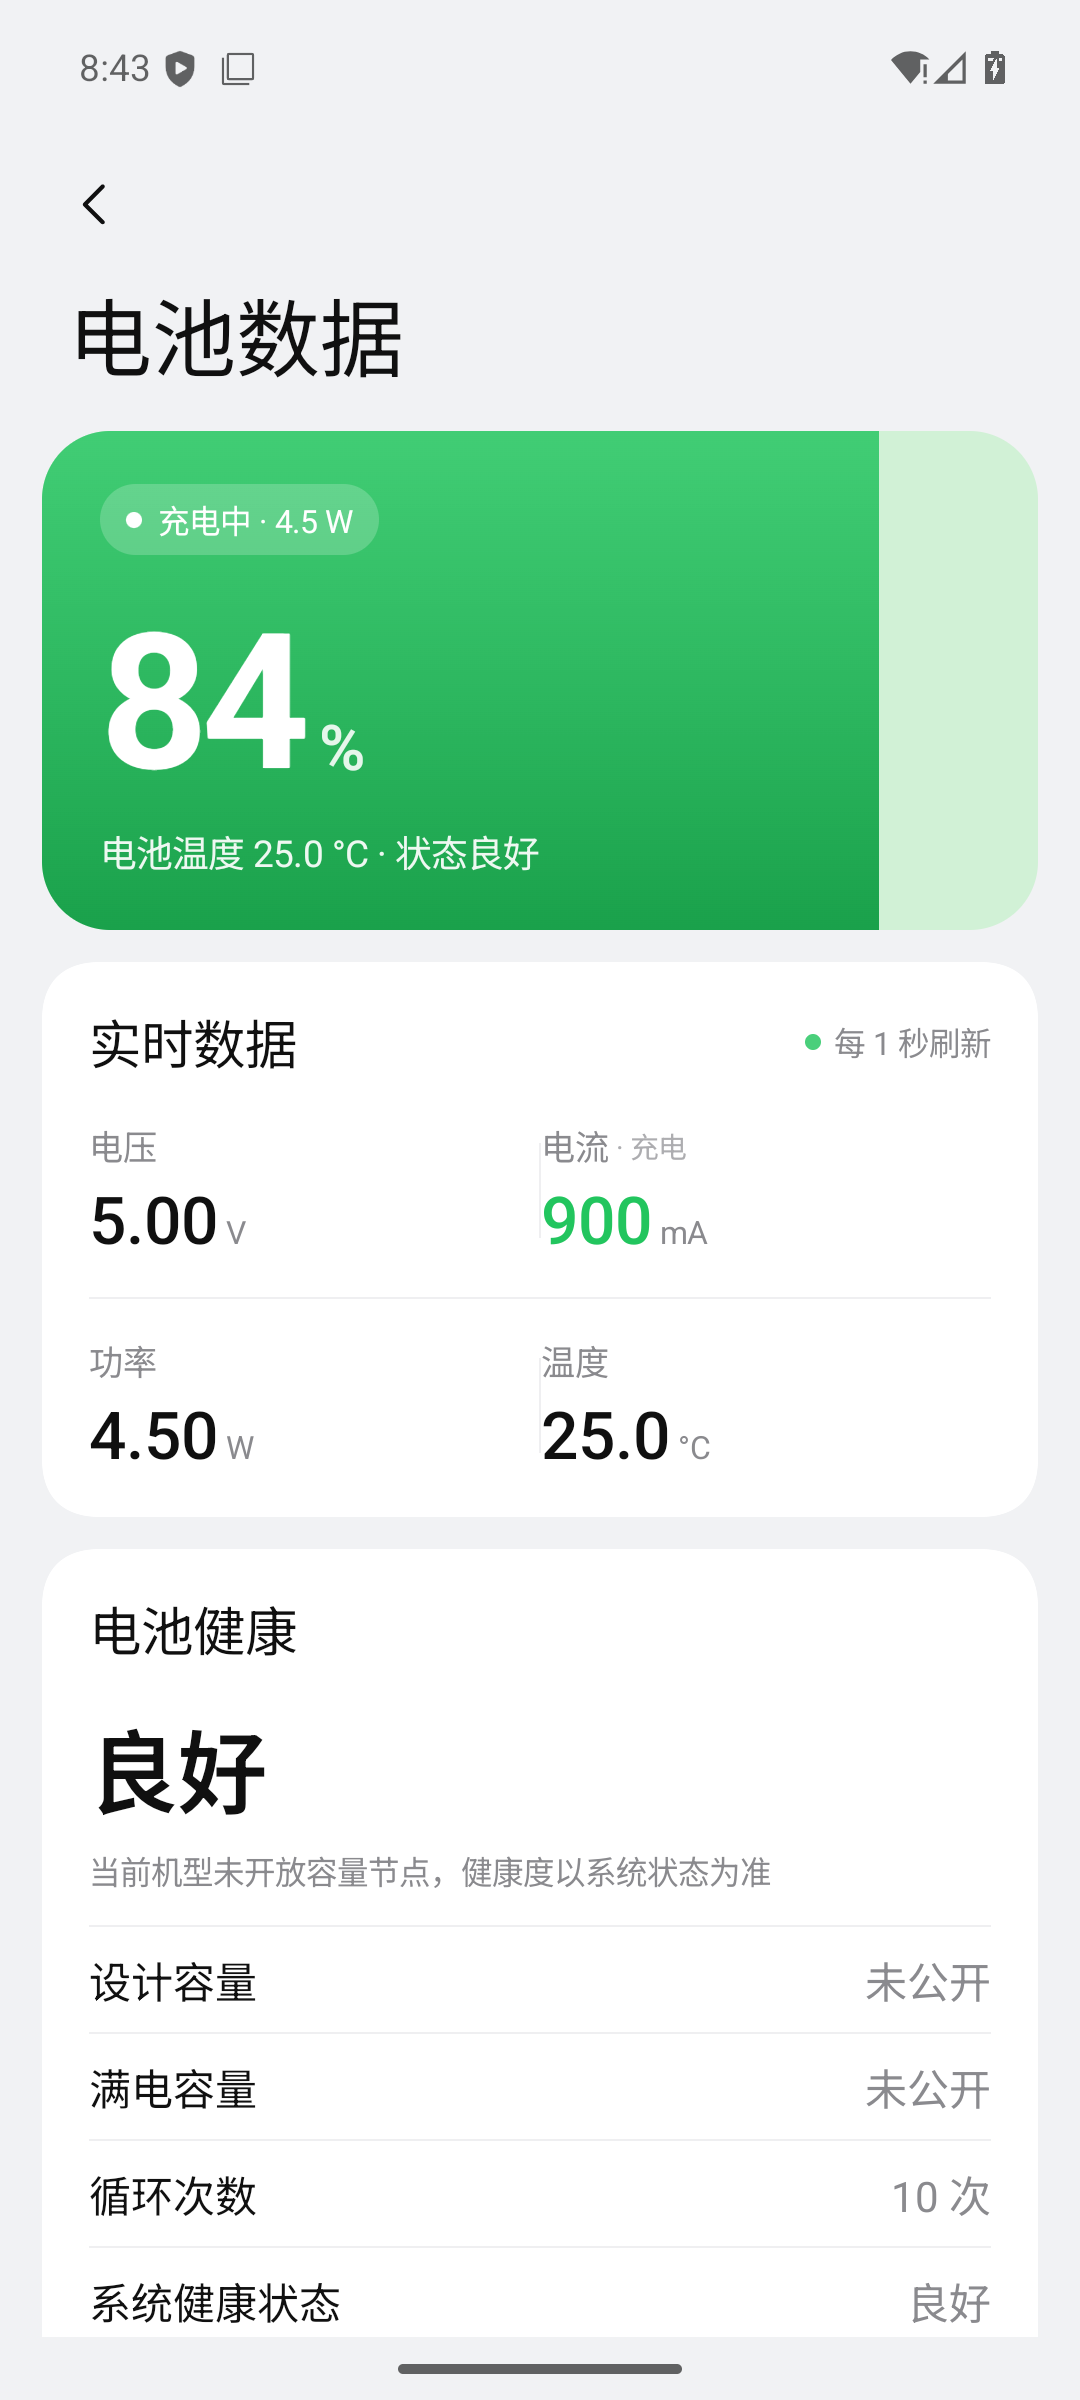 8:43
电池数据
充电中 · 4.5 W
84 %
电池温度 25.0 °C · 状态良好
实时数据
每 1 秒刷新
电压
电流 · 充电
5.00 V
900 mA
功率
温度
4.50 W
25.0 °C
电池健康
良好
当前机型未开放容量节点，健康度以系统状态为准
设计容量
未公开
满电容量
未公开
循环次数
10 次
系统健康状态
良好